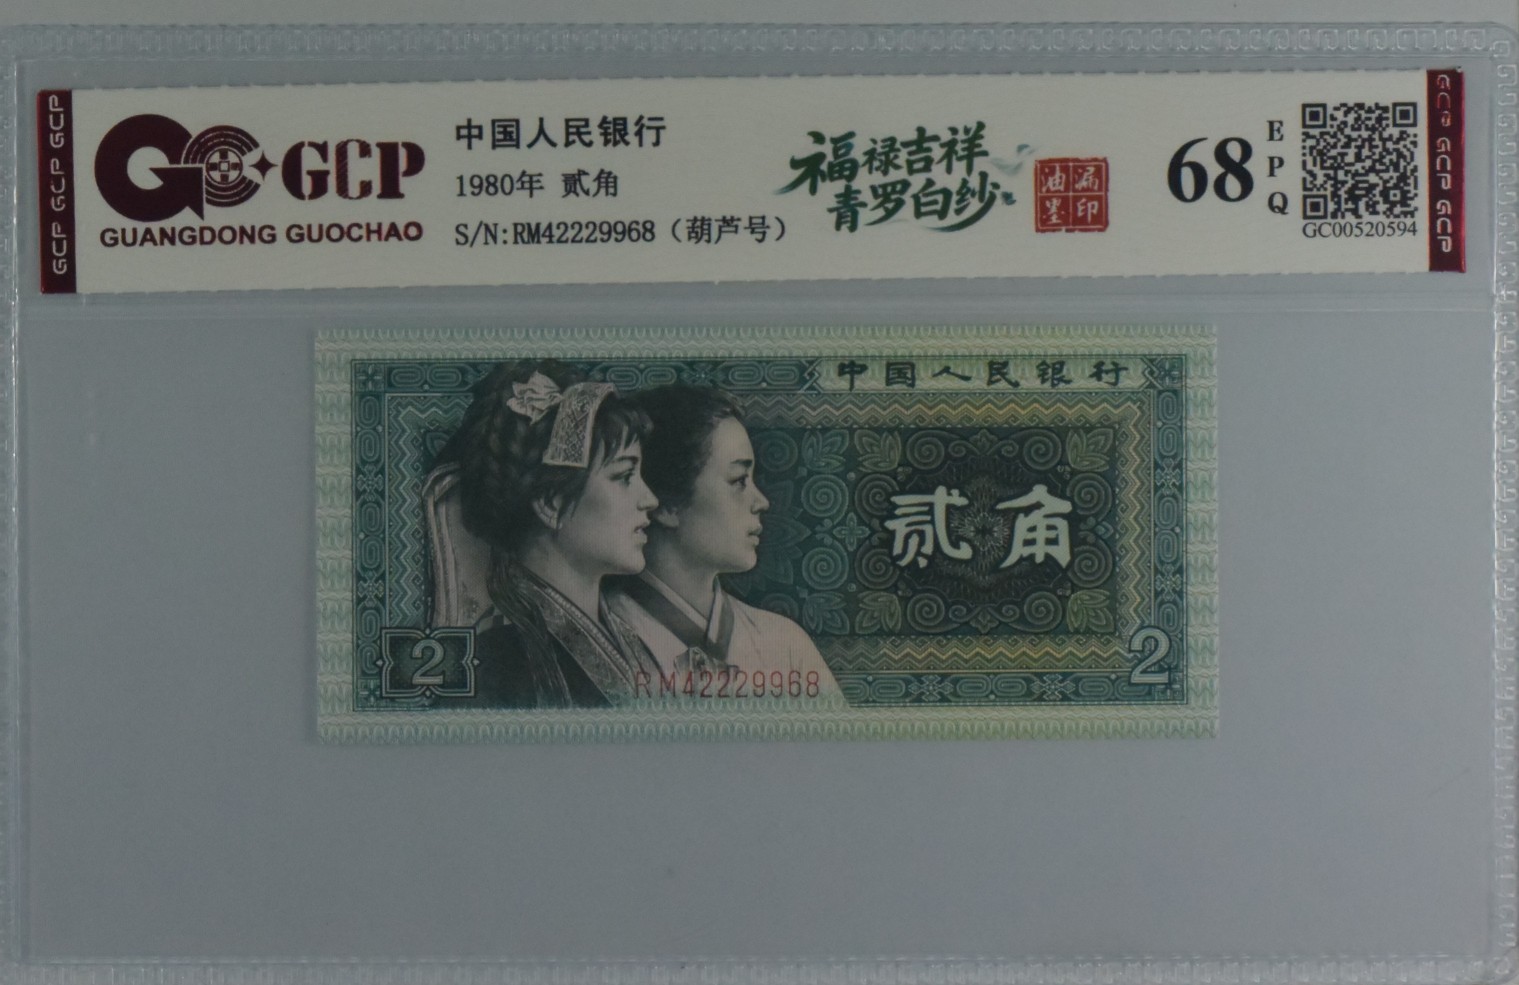 GCP GCP GCP
GCP
GUANGDONG GUOCHAO
中国人民银行
1980年 贰角
S/N:RM42229968（葫芦号）
福禄吉祥
青罗白纱
油漏
墨印
68
EPQ
GC00520594
GCP GCP GCP
中国人民银行
贰角
2
2
RM42229968